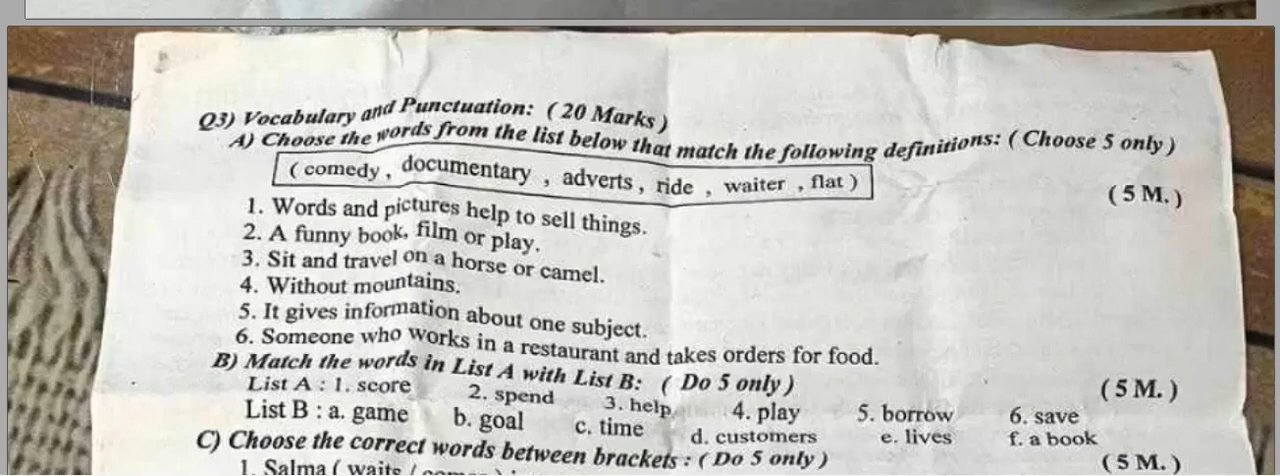 Q3) Vocabulary and Punctuation: ( 20 Marks )
A) Choose the words from the list below that match the following definitions: ( Choose 5 only )
( comedy , documentary , adverts , ride , waiter , flat )
(5 M. )
1. Words and pictures help to sell things.
2. A funny book, film or play.
3. Sit and travel on a horse or camel.
4. Without mountains.
5. It gives information about one subject.
6. Someone who works in a restaurant and takes orders for food.
B) Match the words in List A with List B: ( Do 5 only )
(5 M. )
List A : 1. score 2. spend 3. help 4. play 5. borrow 6. save
List B : a. game b. goal c. time d. customers e. lives f. a book
C) Choose the correct words between brackets : ( Do 5 only )
(5 M. )
1. Salma ( waits /